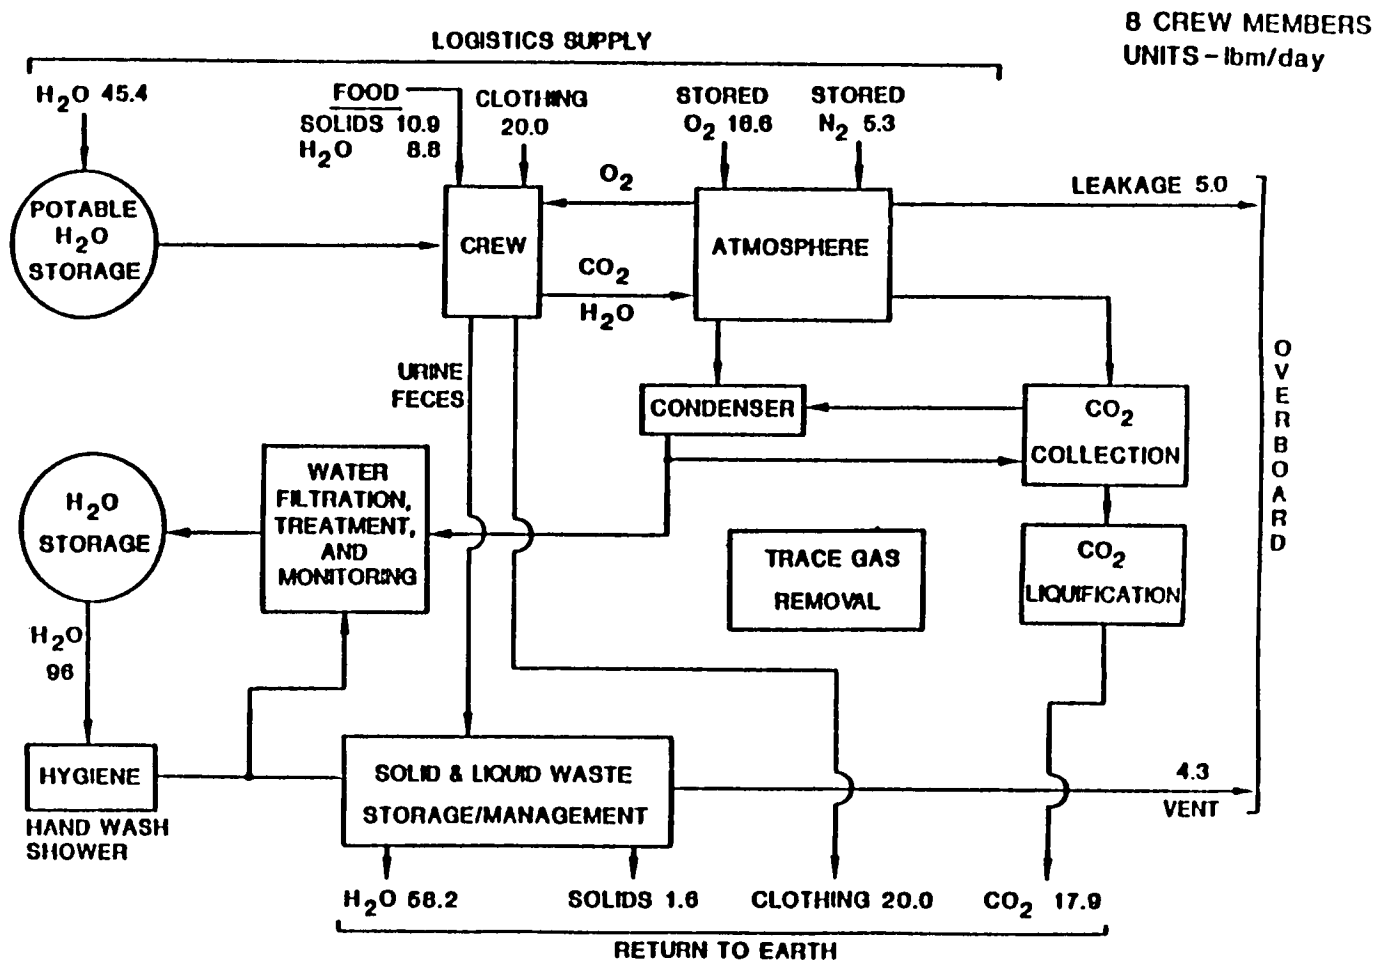 8 CREW MEMBERS
UNITS - lbm/day
LOGISTICS SUPPLY
H2O 45.4
FOOD
SOLIDS 10.9
H2O 8.8
CLOTHING
20.0
STORED
O2 16.6
STORED
N2 5.3
POTABLE
H2O
STORAGE
CREW
O2
CO2
H2O
ATMOSPHERE
LEAKAGE 5.0
OVERBOARD
URINE
FECES
CONDENSER
CO2
COLLECTION
WATER
FILTRATION,
TREATMENT,
AND
MONITORING
H2O
STORAGE
TRACE GAS
REMOVAL
CO2
LIQUIFICATION
H2O
96
HYGIENE
HAND WASH
SHOWER
SOLID & LIQUID WASTE
STORAGE/MANAGEMENT
4.3
VENT
H2O 58.2
SOLIDS 1.6
CLOTHING 20.0
CO2 17.9
RETURN TO EARTH